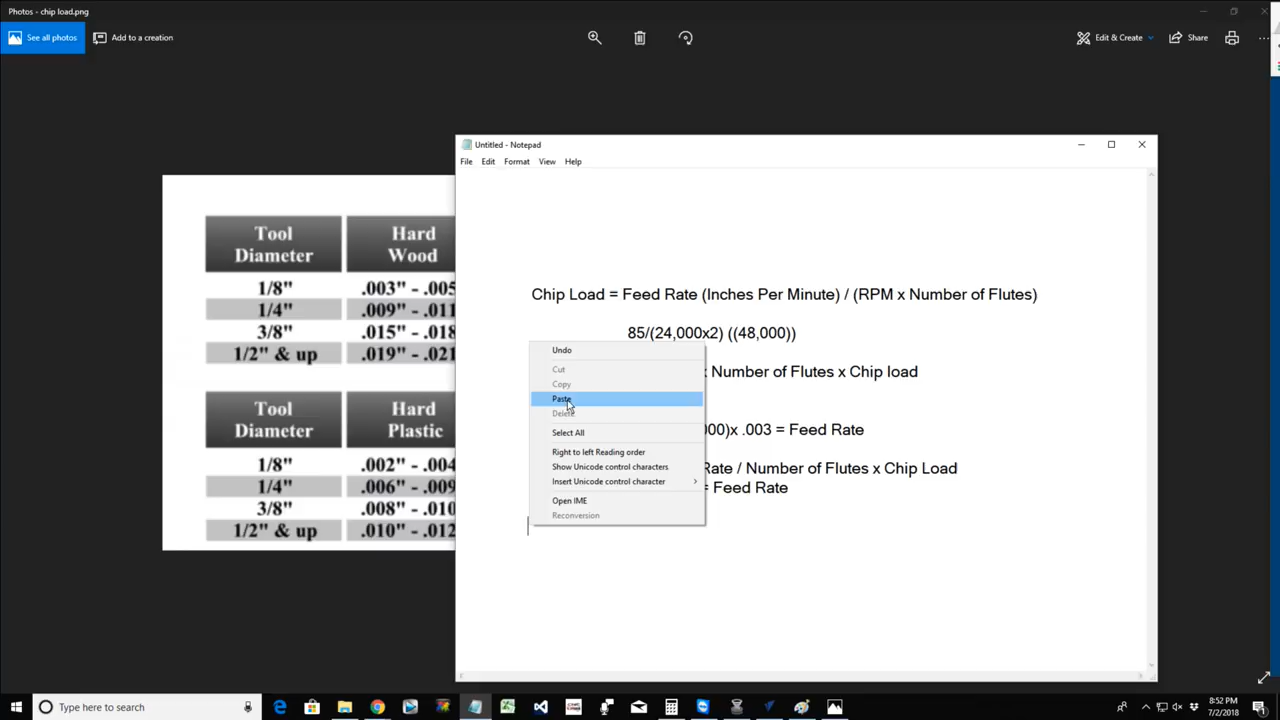 Photos - chip load.png
See all photos
Add to a creation
Edit & Create
Share
Untitled - Notepad
File Edit Format View Help
Tool Diameter
Hard Wood
1/8" .003" - .005
1/4" .009" - .011
3/8" .015" - .018
1/2" & up .019" - .021
Tool Diameter
Hard Plastic
1/8" .002" - .004
1/4" .006" - .009
3/8" .008" - .010
1/2" & up .010" - .012
Chip Load = Feed Rate (Inches Per Minute) / (RPM x Number of Flutes)
85/(24,000x2) ((48,000))
x Number of Flutes x Chip load
000)x .003 = Feed Rate
Rate / Number of Flutes x Chip Load
= Feed Rate
Undo
Cut
Copy
Paste
Delete
Select All
Right to left Reading order
Show Unicode control characters
Insert Unicode control character
Open IME
Reconversion
Type here to search
8:52 PM
7/2/2018